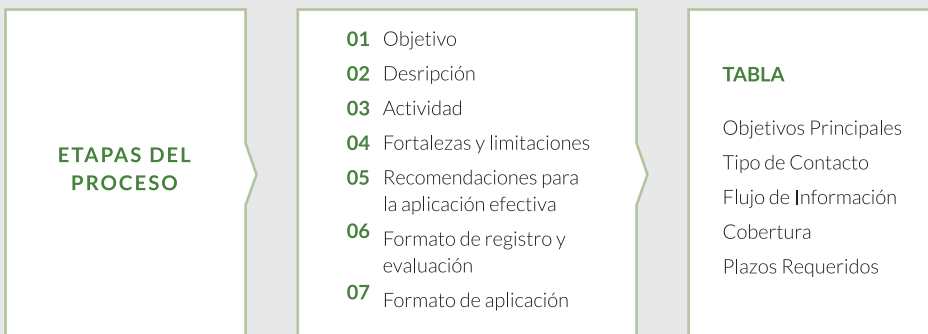 ETAPAS DEL
PROCESO
01 Objetivo
02 Desripción
03 Actividad
04 Fortalezas y limitaciones
05 Recomendaciones para
la aplicación efectiva
06 Formato de registro y
evaluación
07 Formato de aplicación
TABLA
Objetivos Principales
Tipo de Contacto
Flujo de Información
Cobertura
Plazos Requeridos